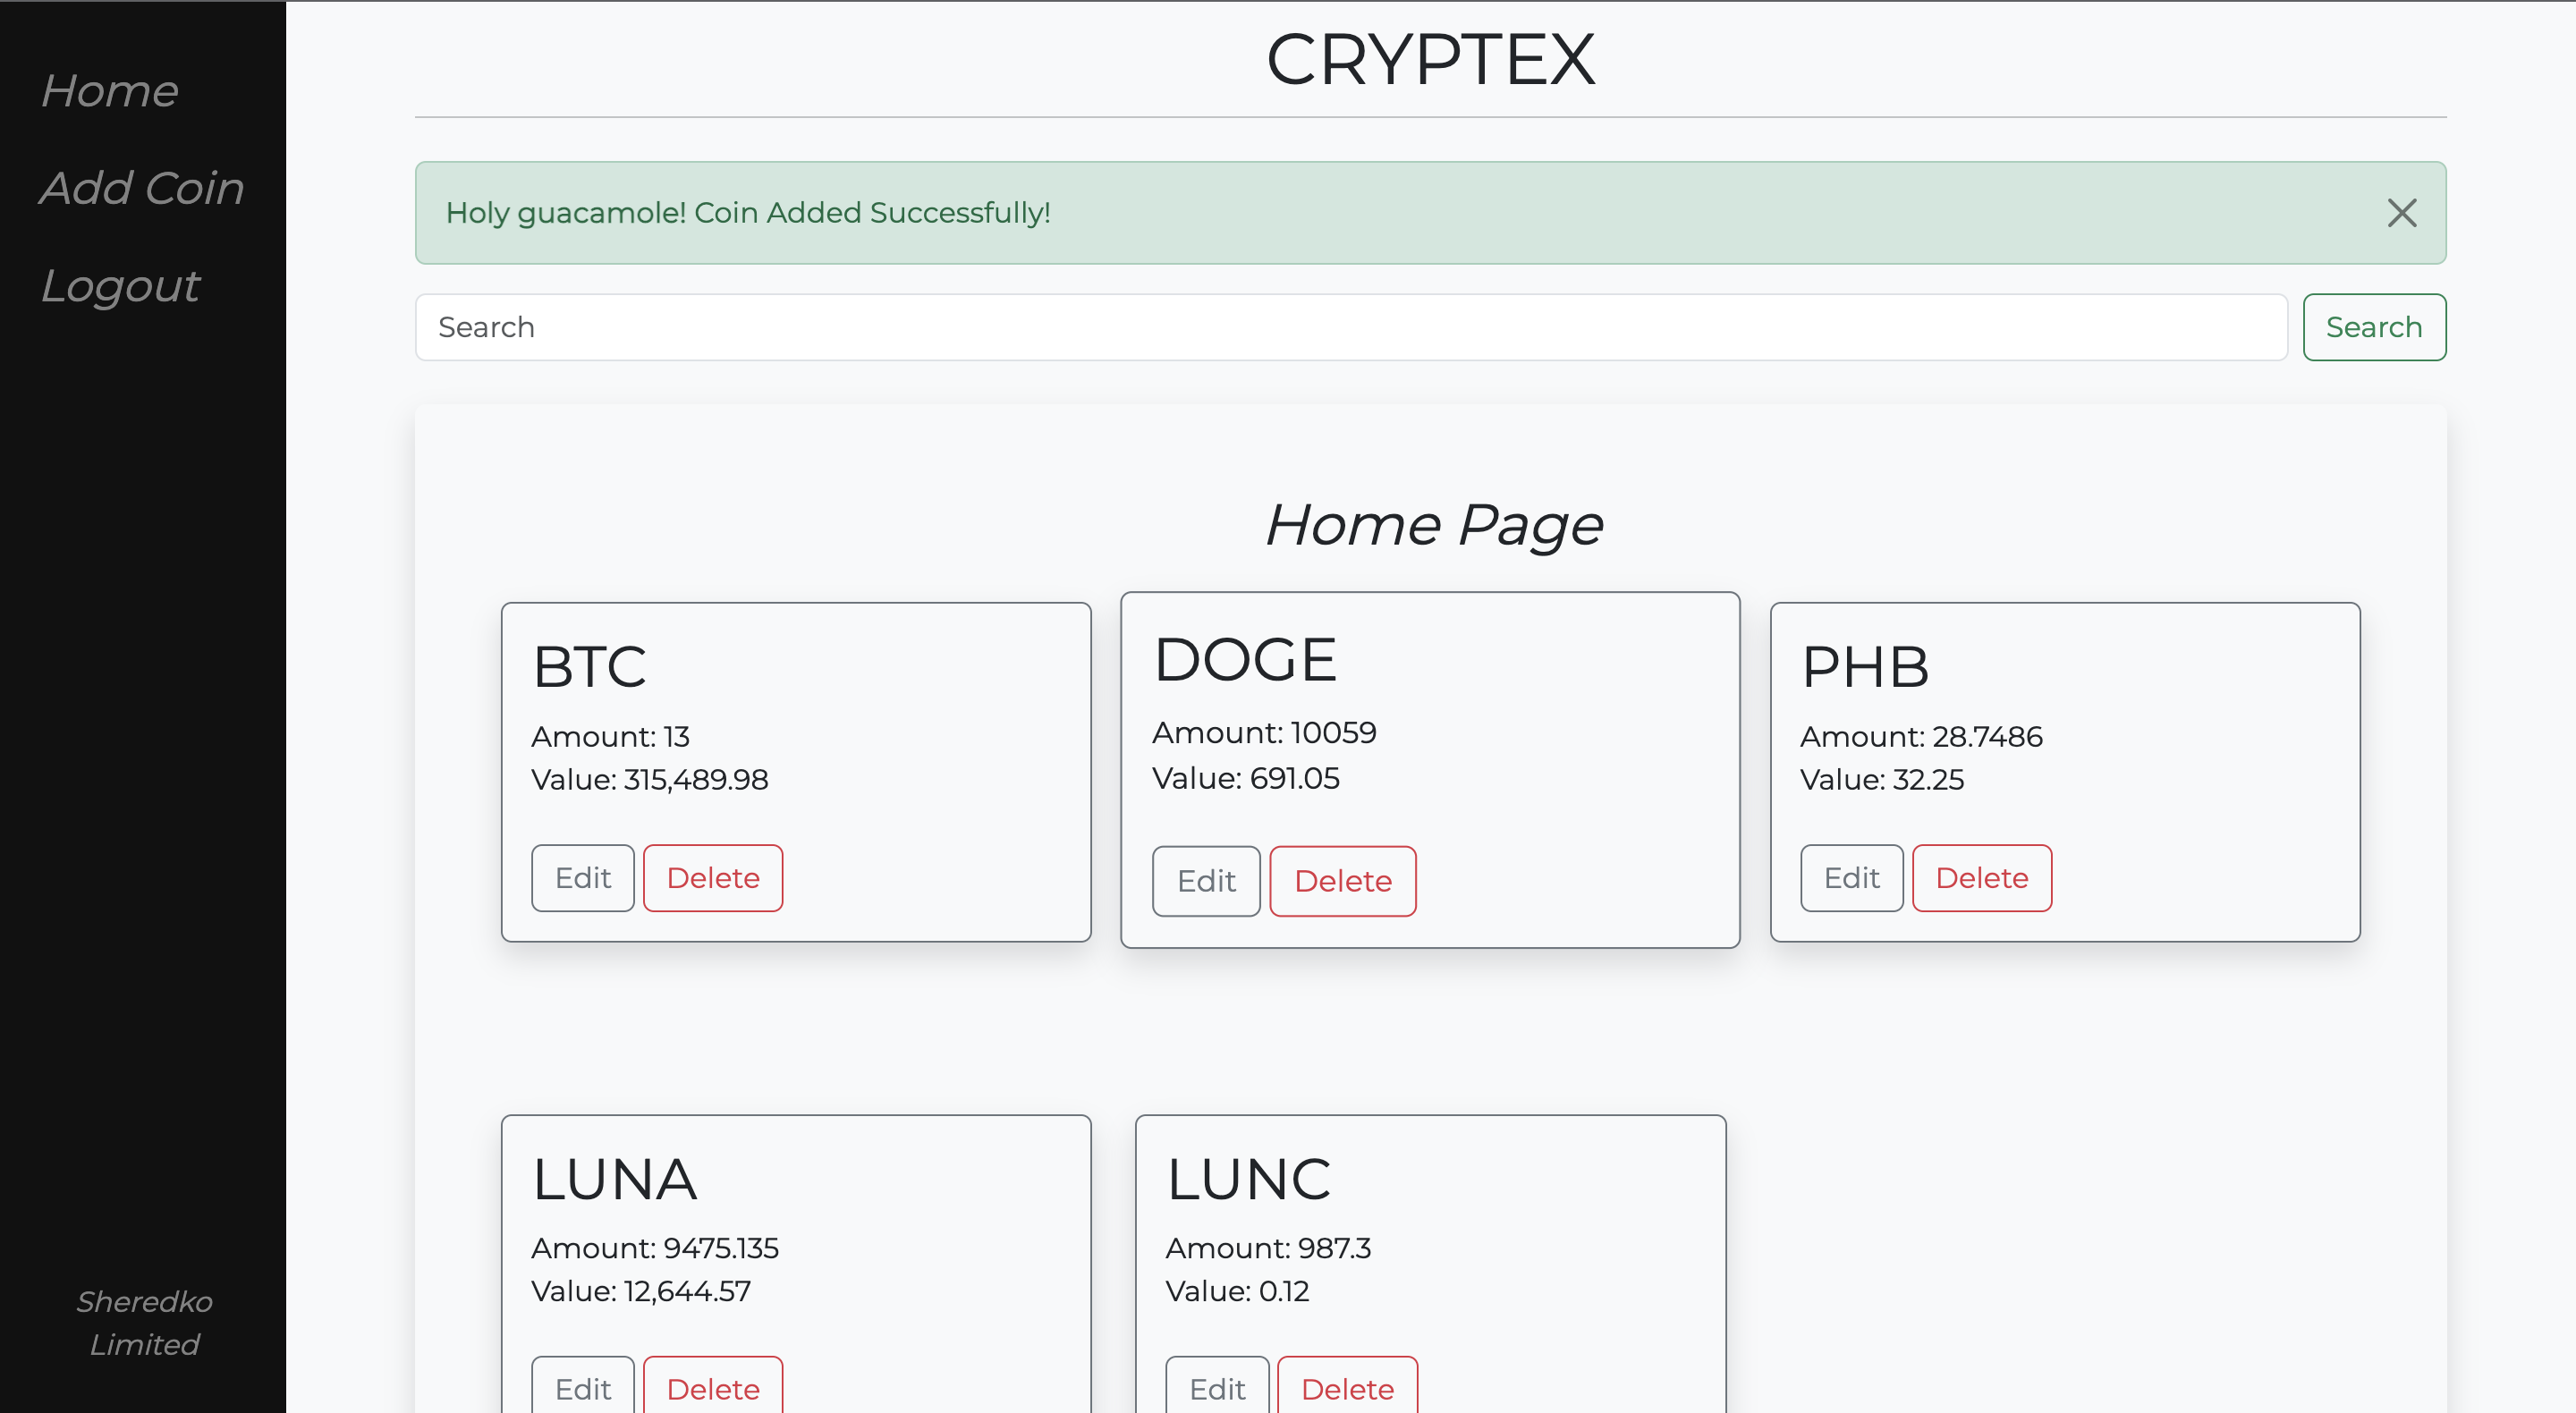 Home
Add Coin
Logout
Sheredko
Limited
CRYPTEX
Holy guacamole! Coin Added Successfully!
Search
Search
Home Page
BTC
Amount: 13
Value: 315,489.98
Edit
Delete
DOGE
Amount: 10059
Value: 691.05
Edit
Delete
PHB
Amount: 28.7486
Value: 32.25
Edit
Delete
LUNA
Amount: 9475.135
Value: 12,644.57
Edit
Delete
LUNC
Amount: 987.3
Value: 0.12
Edit
Delete